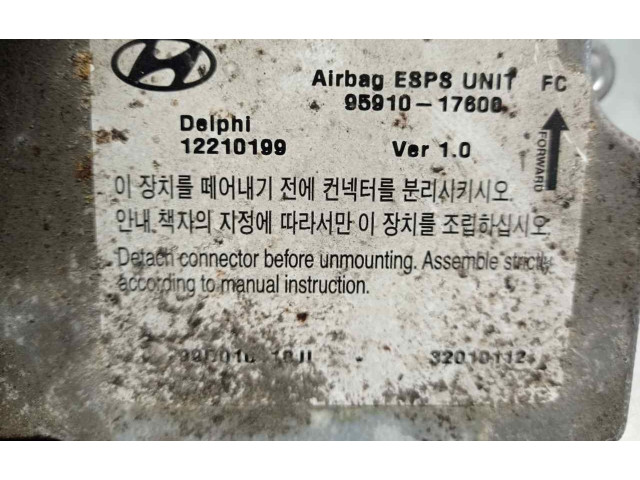 Airbag ESPS UNIT FC
95910-17600
Delphi
12210199 Ver 1.0
FORWARD
이 장치를 떼어내기 전에 컨넥터를 분리시키시오.
안내 책자의 지정에 따라서만 이 장치를 조립하십시오.
Detach connector before unmounting. Assemble strictly
according to manual instruction.